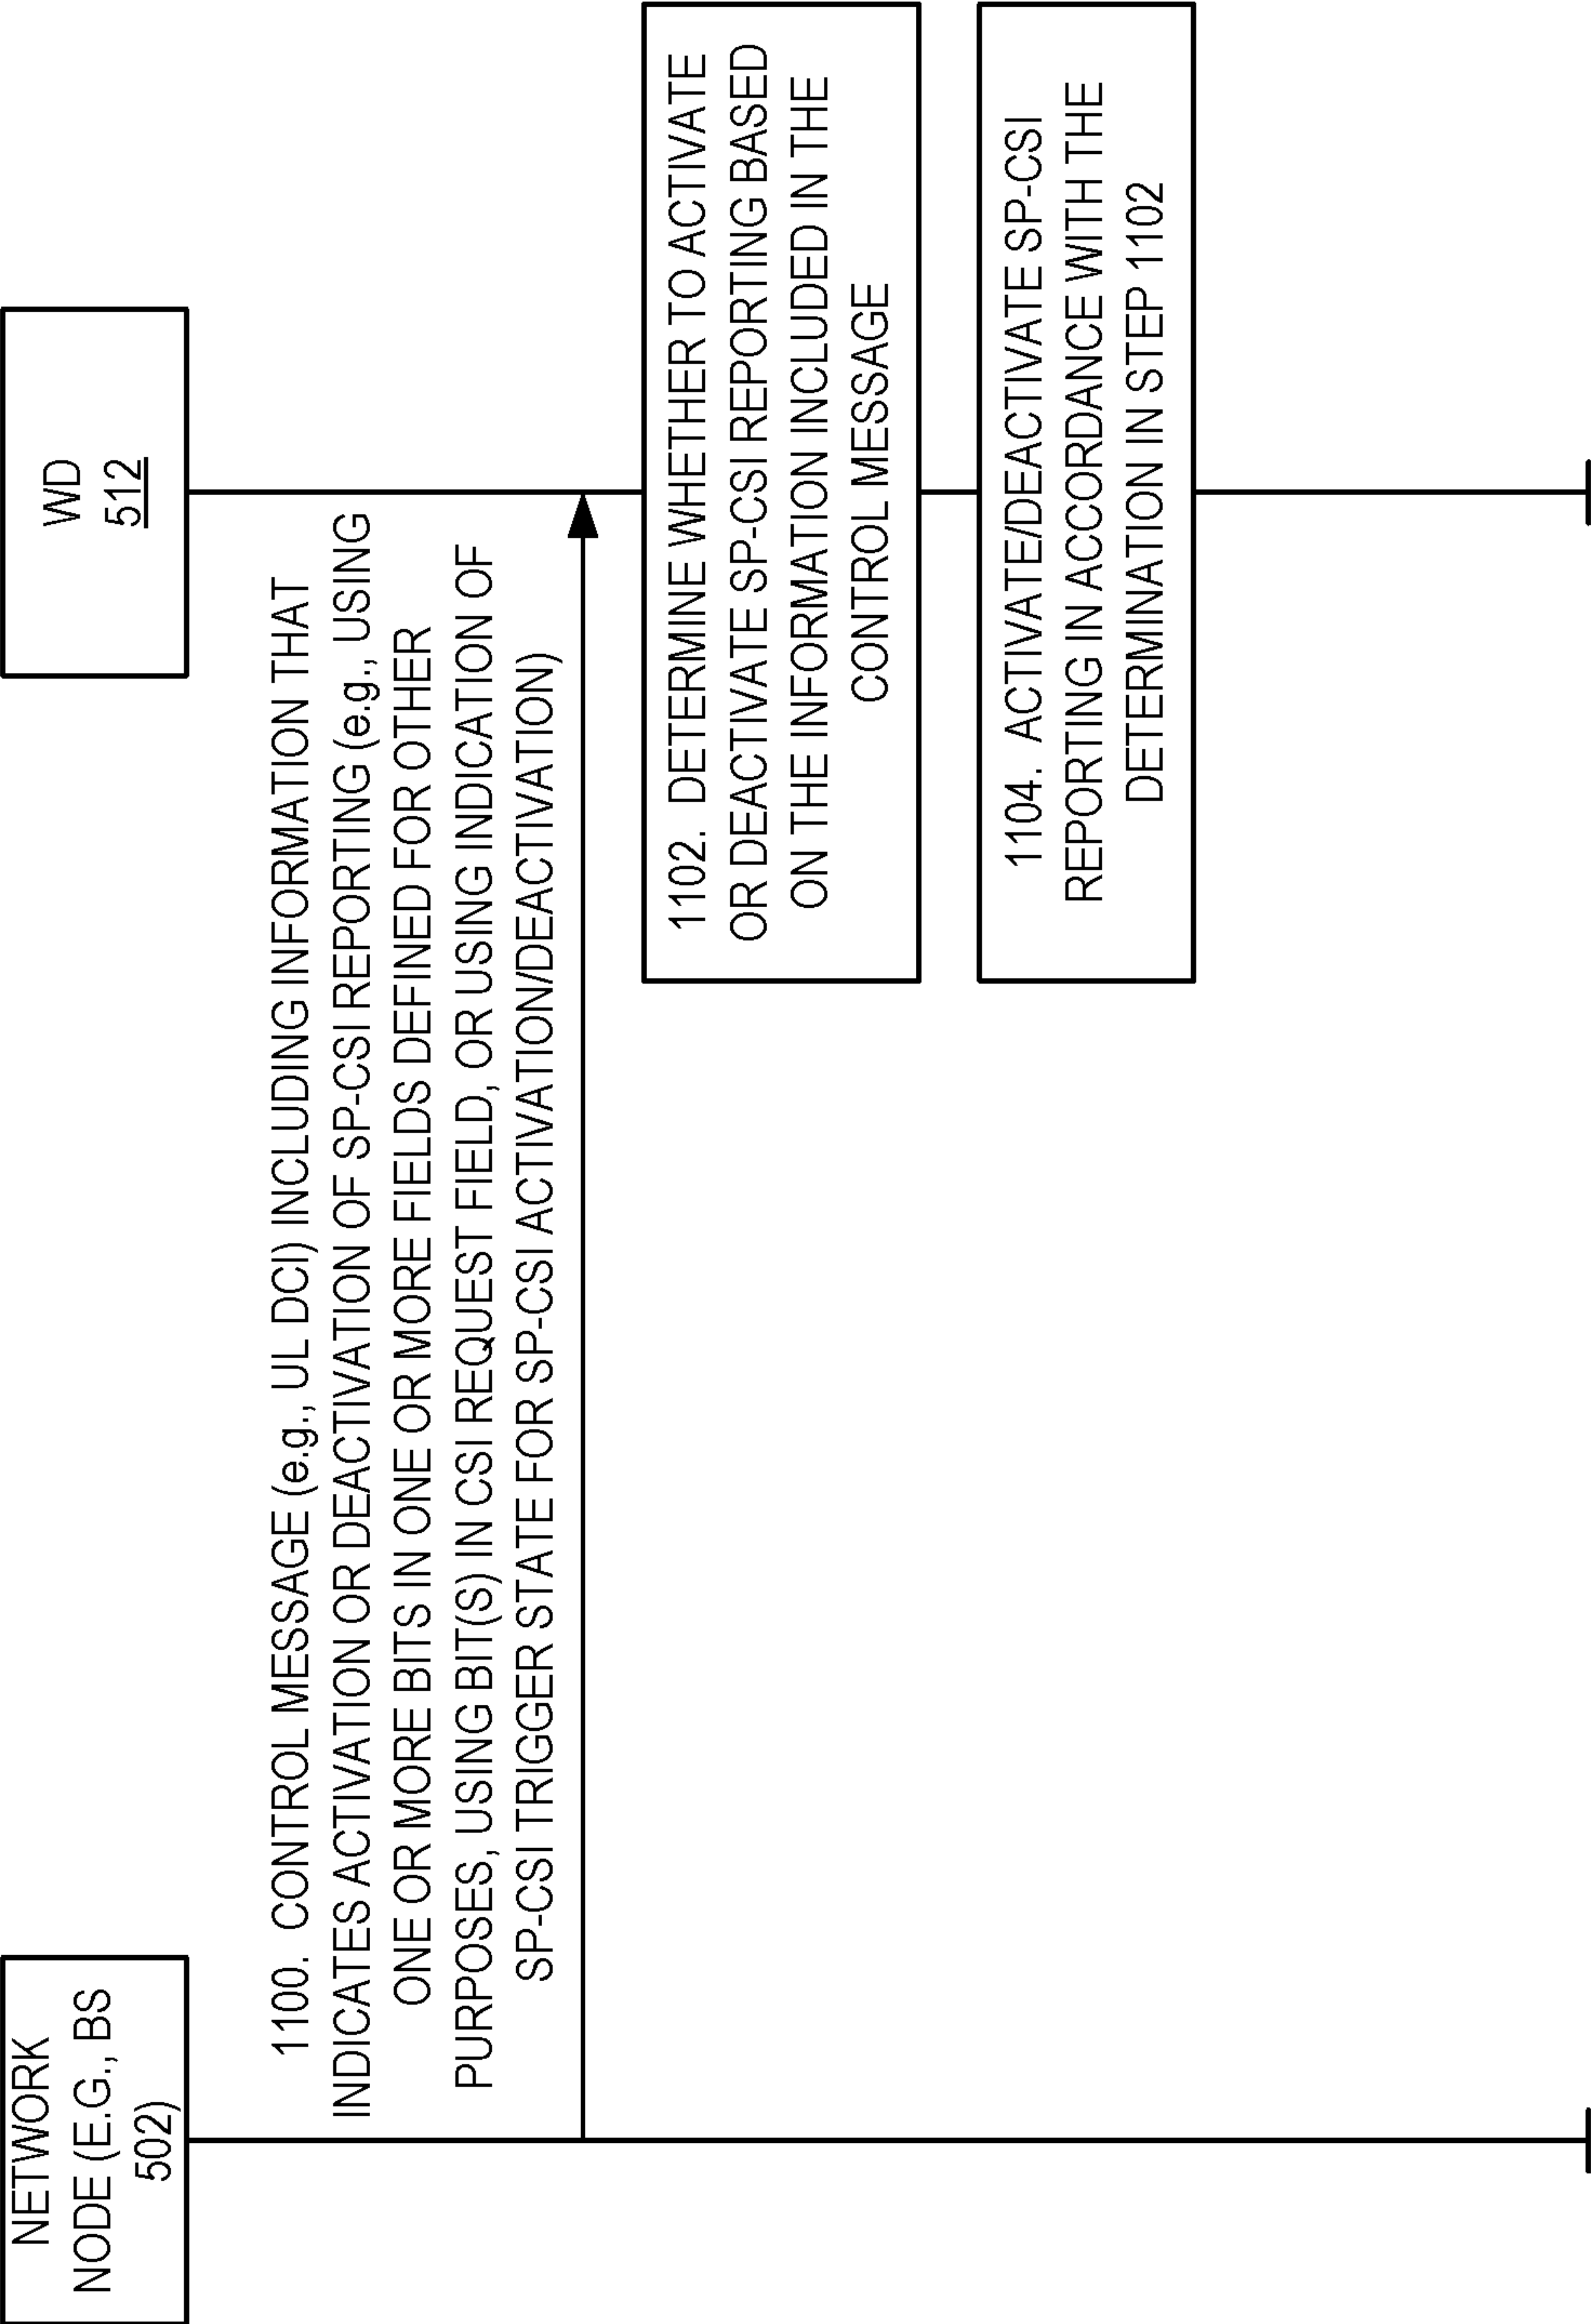 NETWORK
NODE (E.G., BS
502)
WD
512
1100. CONTROL MESSAGE (e.g., UL DCI) INCLUDING INFORMATION THAT
INDICATES ACTIVATION OR DEACTIVATION OF SP-CSI REPORTING (e.g., USING
ONE OR MORE BITS IN ONE OR MORE FIELDS DEFINED FOR OTHER
PURPOSES, USING BIT(S) IN CSI REQUEST FIELD, OR USING INDICATION OF
SP-CSI TRIGGER STATE FOR SP-CSI ACTIVATION/DEACTIVATION)
1102. DETERMINE WHETHER TO ACTIVATE
OR DEACTIVATE SP-CSI REPORTING BASED
ON THE INFORMATION INCLUDED IN THE
CONTROL MESSAGE
1104. ACTIVATE/DEACTIVATE SP-CSI
REPORTING IN ACCORDANCE WITH THE
DETERMINATION IN STEP 1102